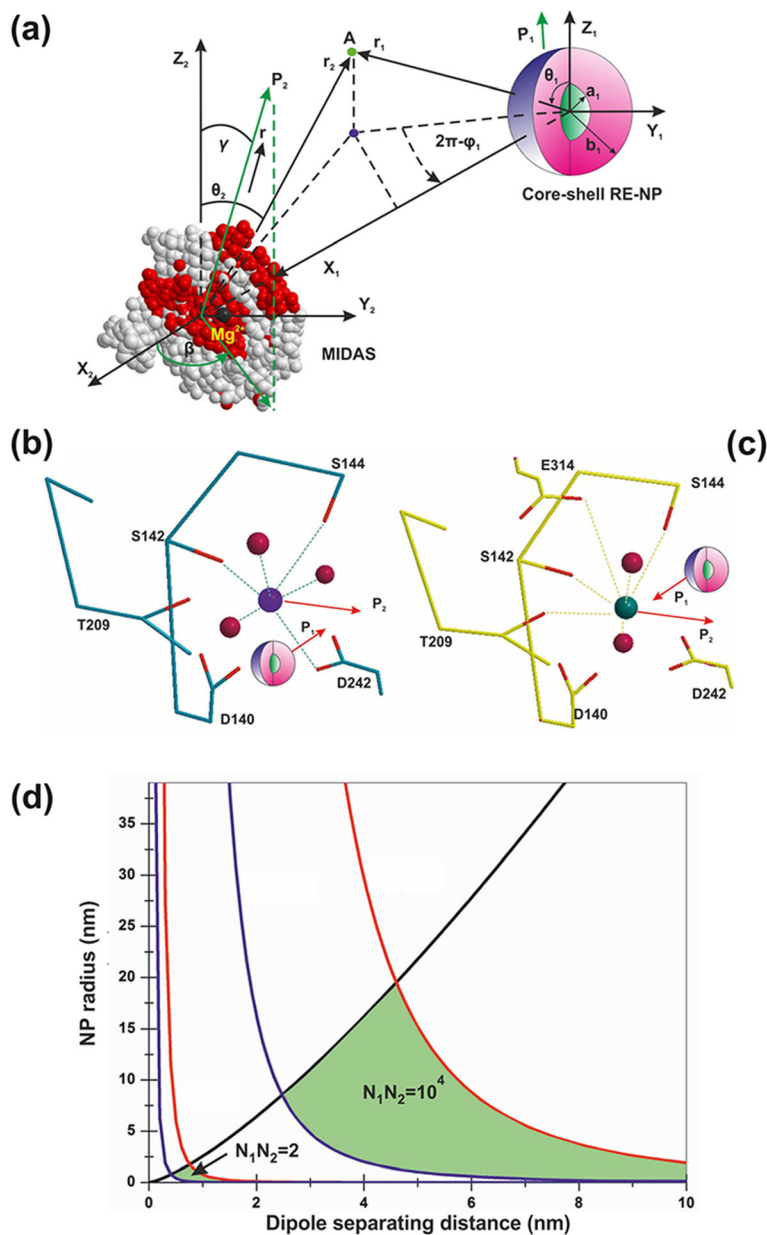 (a)
Z₂
P₂
γ
r
θ₂
A
r₂
r₁
P₁
Z₁
θ₁
a₁
b₁
Y₁
2π-φ₁
Core-shell RE-NP
X₁
Y₂
Mg²⁺
MIDAS
β
X₂
(b)
S144
S142
P₂
P₁
T209
D242
D140
(c)
E314
S144
S142
P₁
P₂
T209
D242
D140
(d)
NP radius (nm)
35
30
25
20
15
10
5
0
N₁N₂=10⁴
N₁N₂=2
0 2 4 6 8 10
Dipole separating distance (nm)